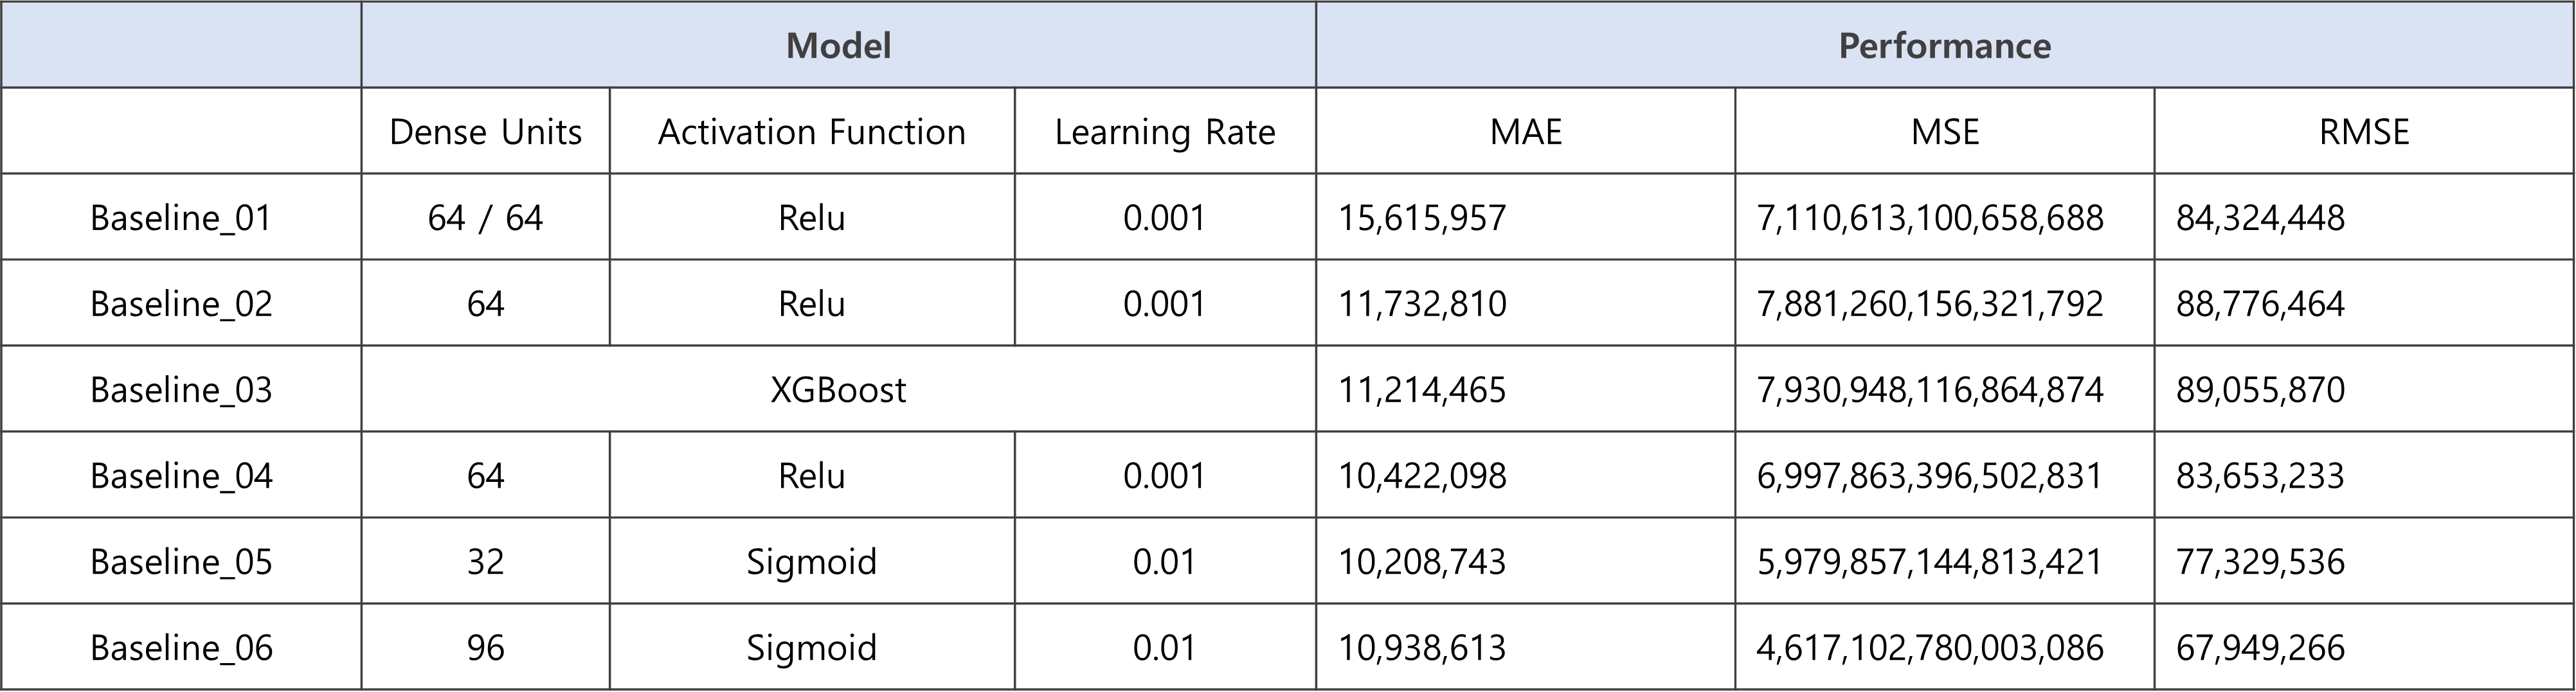 Model Performance
Dense Units Activation Function Learning Rate MAE MSE RMSE
Baseline_01 64 / 64 Relu 0.001 15,615,957 7,110,613,100,658,688 84,324,448
Baseline_02 64 Relu 0.001 11,732,810 7,881,260,156,321,792 88,776,464
Baseline_03 XGBoost 11,214,465 7,930,948,116,864,874 89,055,870
Baseline_04 64 Relu 0.001 10,422,098 6,997,863,396,502,831 83,653,233
Baseline_05 32 Sigmoid 0.01 10,208,743 5,979,857,144,813,421 77,329,536
Baseline_06 96 Sigmoid 0.01 10,938,613 4,617,102,780,003,086 67,949,266